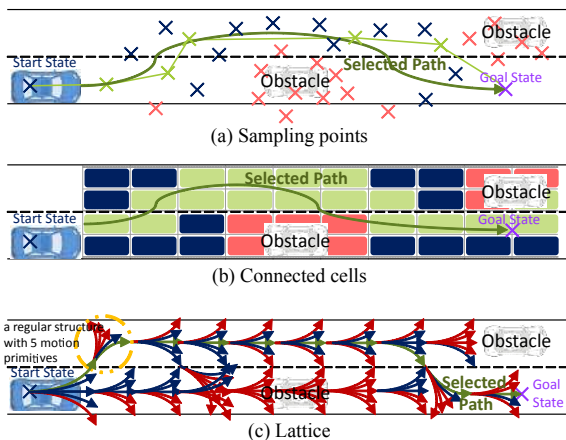 Obstacle
Start State
Selected Path
Goal State
Obstacle
(a) Sampling points
Selected Path
Obstacle
Start State
Goal State
Obstacle
(b) Connected cells
a regular structure
with 5 motion
primitives
Obstacle
Start State
Obstacle
Selected
Path
Goal
State
(c) Lattice